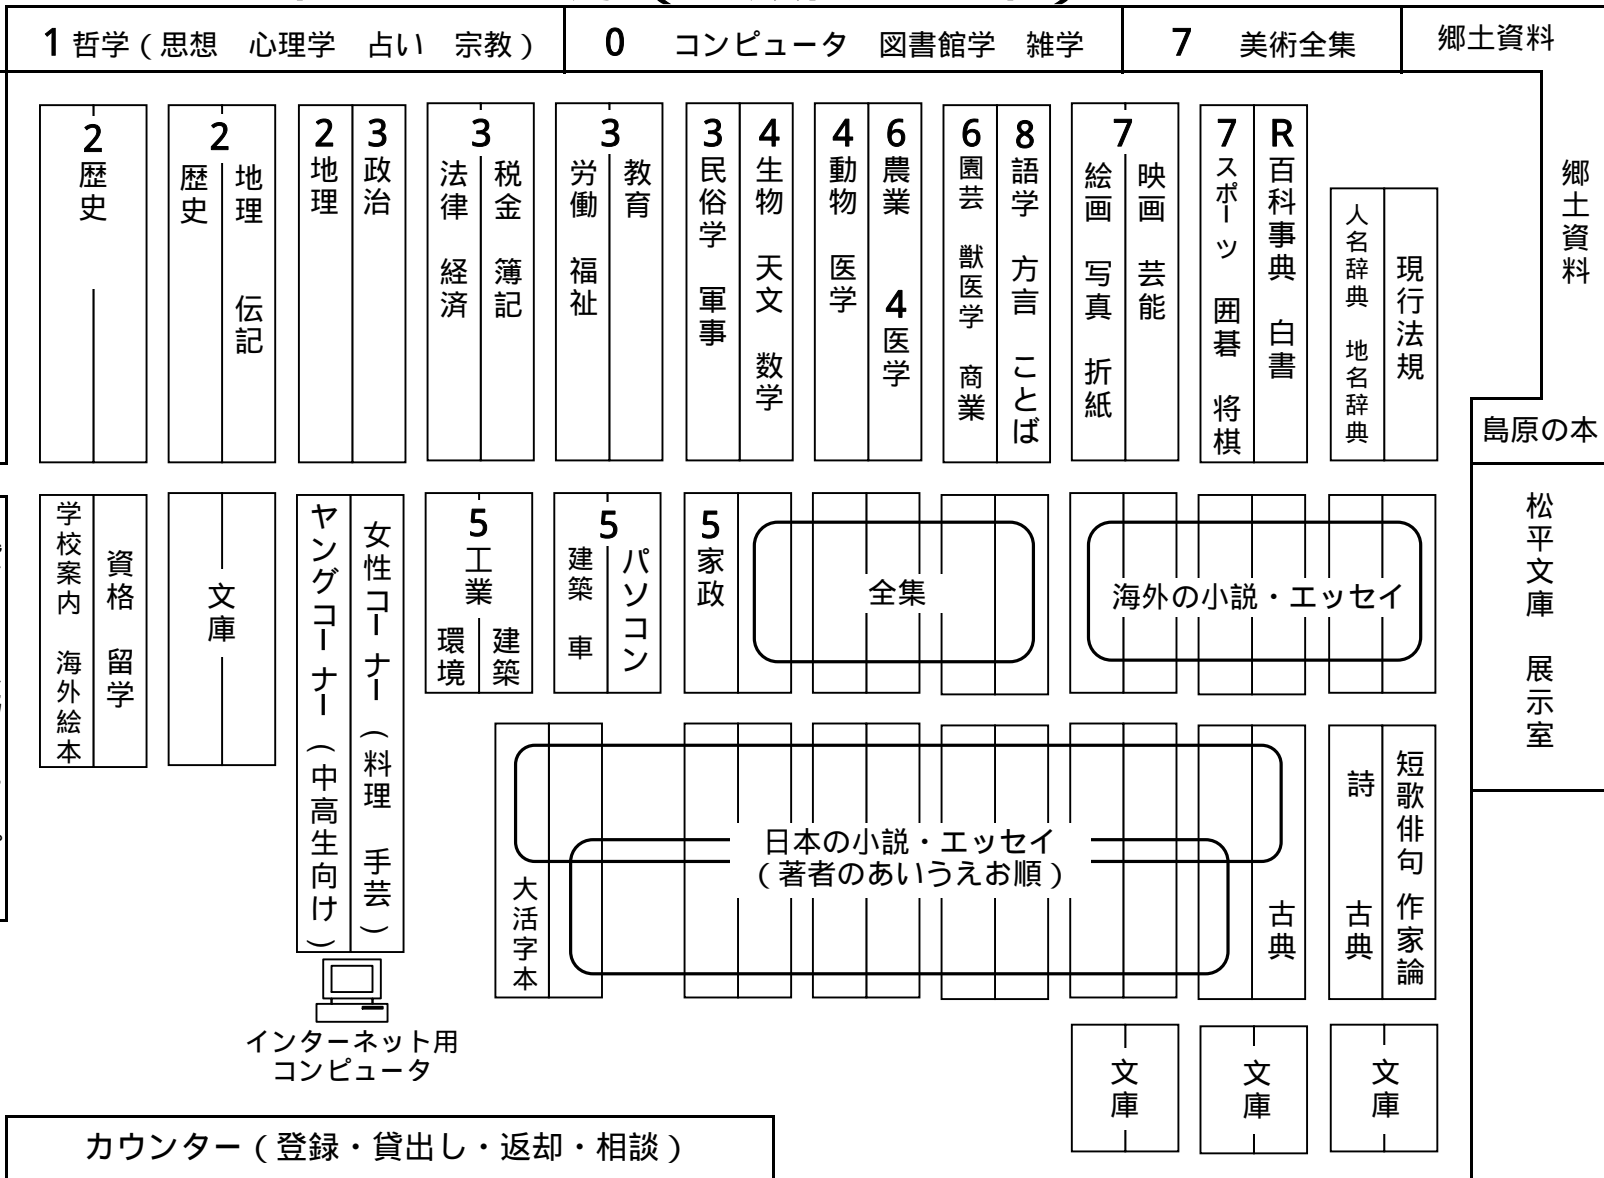 1 哲学（思想　心理学　占い　宗教）
0　コンピュータ　図書館学　雑学
7　美術全集
郷土資料
2
歴史
2
歴史
地理　伝記
2
地理
3
政治
3
法律　経済
税金　簿記
3
労働　福祉
教育
3
民俗学　軍事
4
生物　天文　数学
4
動物　医学
6
農業
4
医学
6
園芸　獣医学　商業
8
語学　方言　ことば
7
絵画　写真　折紙
映画　芸能
7
スポーツ　囲碁　将棋
R
百科事典　白書
人名辞典　地名辞典
現行法規
郷土資料
島原の本
松平文庫　展示室
学校案内　海外絵本
資格　留学
文庫
ヤングコーナー（中高生向け）
女性コーナー（料理　手芸）
5
工業
環境
建築
5
建築　車
パソコン
5
家政
全集
海外の小説・エッセイ
大活字本
日本の小説・エッセイ
（著者のあいうえお順）
古典
詩　古典
短歌俳句　作家論
インターネット用
コンピュータ
文庫
文庫
文庫
カウンター（登録・貸出し・返却・相談）